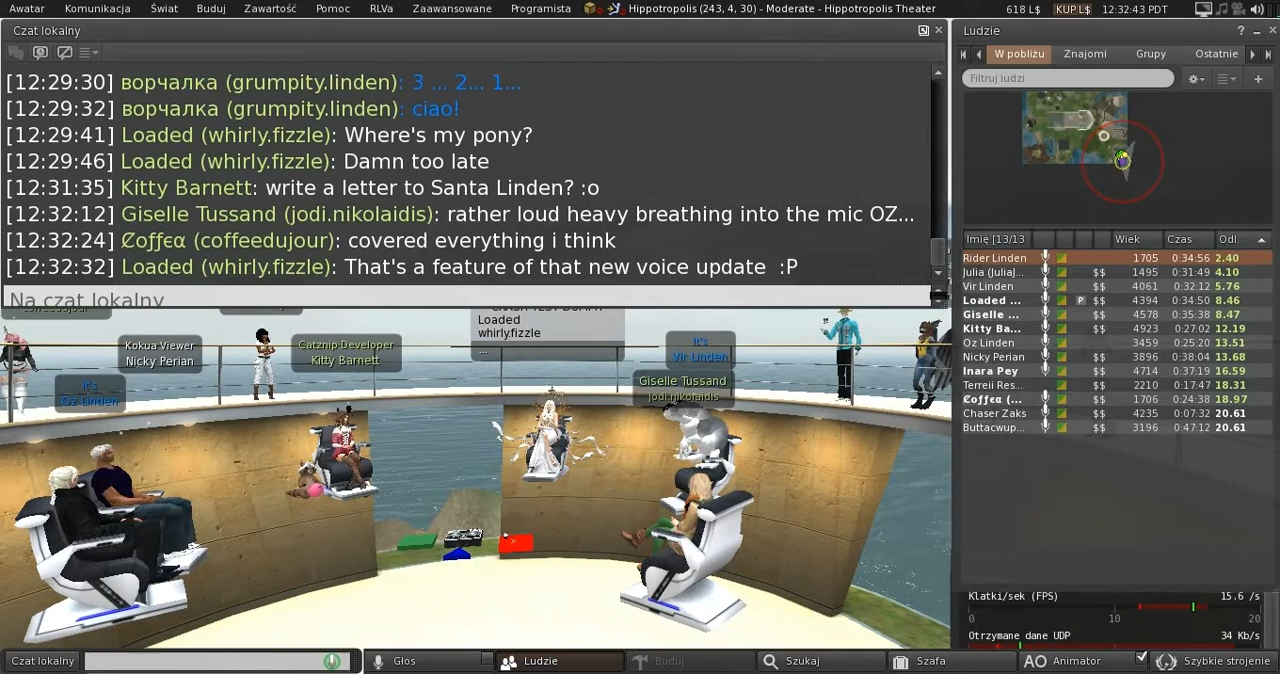 Awatar Komunikacja Świat Buduj Zawartość Pomoc RLVa Zaawansowane Programista Hippotropolis (243, 4, 30) - Moderate - Hippotropolis Theater 618 L$ KUP L$ 12:32:43 PDT
Czat lokalny
[12:29:30] ворчалка (grumpity.linden): 3 ... 2... 1...
[12:29:32] ворчалка (grumpity.linden): ciao!
[12:29:41] Loaded (whirly.fizzle): Where's my pony?
[12:29:46] Loaded (whirly.fizzle): Damn too late
[12:31:35] Kitty Barnett: write a letter to Santa Linden? :o
[12:32:12] Giselle Tussand (jodi.nikolaidis): rather loud heavy breathing into the mic OZ...
[12:32:24] Ȼσƒƒєα (coffeedujour): covered everything i think
[12:32:32] Loaded (whirly.fizzle): That's a feature of that new voice update :P
Na czat lokalny
Kokua Viewer
Nicky Perian
Catznip Developer
Kitty Barnett
Loaded
whirly.fizzle
...
It's
Vir Linden
It's
Oz Linden
Giselle Tussand
jodi.nikolaidis
Ludzie
W pobliżu Znajomi Grupy Ostatnie
Filtruj ludzi
Imię [13/13 Wiek Czas Odl.
Rider Linden 1705 0:34:56 2.40
Julia (JuliaJ... $$ 1495 0:31:49 4.10
Vir Linden $$ 4061 0:32:12 5.76
Loaded ... P $$ 4394 0:34:50 8.46
Giselle ... $$ 4578 0:35:38 8.47
Kitty Ba... $$ 4923 0:27:02 12.19
Oz Linden $$ 3459 0:25:20 13.51
Nicky Perian $$ 3896 0:38:04 13.68
Inara Pey $$ 4714 0:37:19 16.59
Terreii Res... $$ 2210 0:17:47 18.31
Ȼσƒƒєα (... $$ 1706 0:24:38 18.97
Chaser Zaks $$ 4235 0:07:32 20.61
Buttacwup... $$ 3196 0:47:12 20.61
Klatki/sek (FPS) 15.6 /s
0 10 20
Otrzymane dane UDP 34 Kb/s
Czat lokalny Głos Ludzie Buduj Szukaj Szafa AO Animator Szybkie strojenie